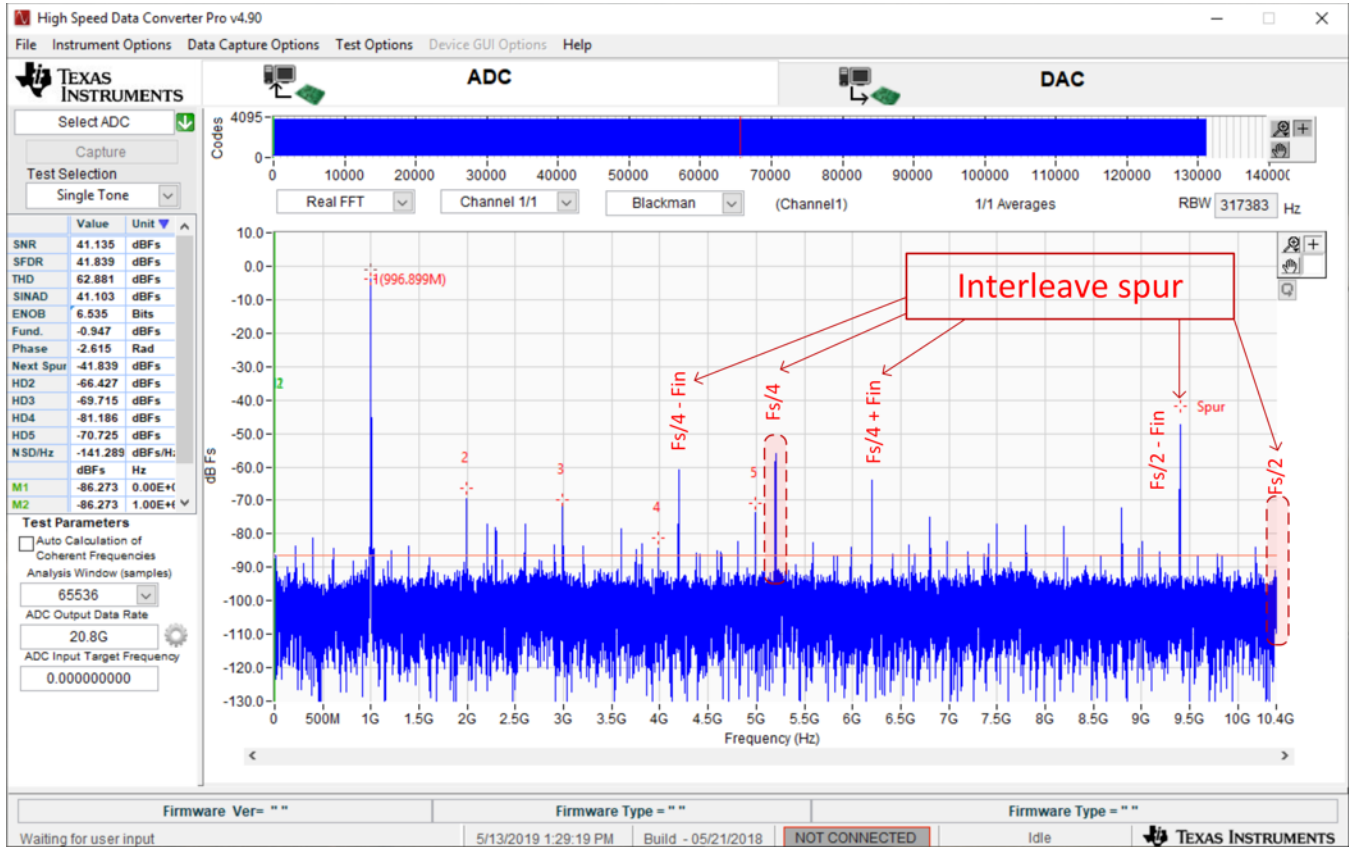 High Speed Data Converter Pro v4.90
File Instrument Options Data Capture Options Test Options Device GUI Options Help
TEXAS INSTRUMENTS
ADC
DAC
Select ADC
Capture
Test Selection
Single Tone
Value Unit
SNR 41.135 dBFs
SFDR 41.839 dBFs
THD 62.881 dBFs
SINAD 41.103 dBFs
ENOB 6.535 Bits
Fund. -0.947 dBFs
Phase -2.615 Rad
Next Spur -41.839 dBFs
HD2 -66.427 dBFs
HD3 -69.715 dBFs
HD4 -81.186 dBFs
HD5 -70.725 dBFs
NSD/Hz -141.289 dBFs/Hz
dBFs Hz
M1 -86.273 0.00E+(
M2 -86.273 1.00E+(
Test Parameters
Auto Calculation of
Coherent Frequencies
Analysis Window (samples)
65536
ADC Output Data Rate
20.8G
ADC Input Target Frequency
0.000000000
Codes
4095
0
0 10000 20000 30000 40000 50000 60000 70000 80000 90000 100000 110000 120000 130000 140000
Real FFT Channel 1/1 Blackman (Channel1) 1/1 Averages RBW 317383 Hz
10.0
0.0
-10.0
-20.0
-30.0
-40.0
-50.0
-60.0
-70.0
-80.0
-90.0
-100.0
-110.0
-120.0
-130.0
dB Fs
1(996.899M)
Interleave spur
2
2
3
4
5
Fs/4 - Fin
Fs/4
Fs/4 + Fin
Fs/2 - Fin
Spur
Fs/2
0 500M 1G 1.5G 2G 2.5G 3G 3.5G 4G 4.5G 5G 5.5G 6G 6.5G 7G 7.5G 8G 8.5G 9G 9.5G 10G 10.4G
Frequency (Hz)
Firmware Ver= " " Firmware Type = " " Firmware Type = " "
Waiting for user input 5/13/2019 1:29:19 PM Build - 05/21/2018 NOT CONNECTED Idle TEXAS INSTRUMENTS